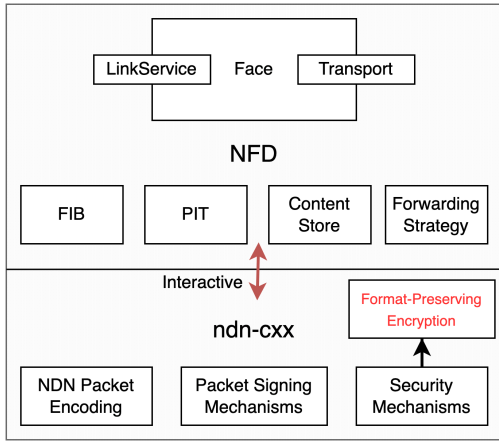 LinkService
Face
Transport
NFD
FIB
PIT
Content
Store
Forwarding
Strategy
Interactive
ndn-cxx
Format-Preserving
Encryption
NDN Packet
Encoding
Packet Signing
Mechanisms
Security
Mechanisms